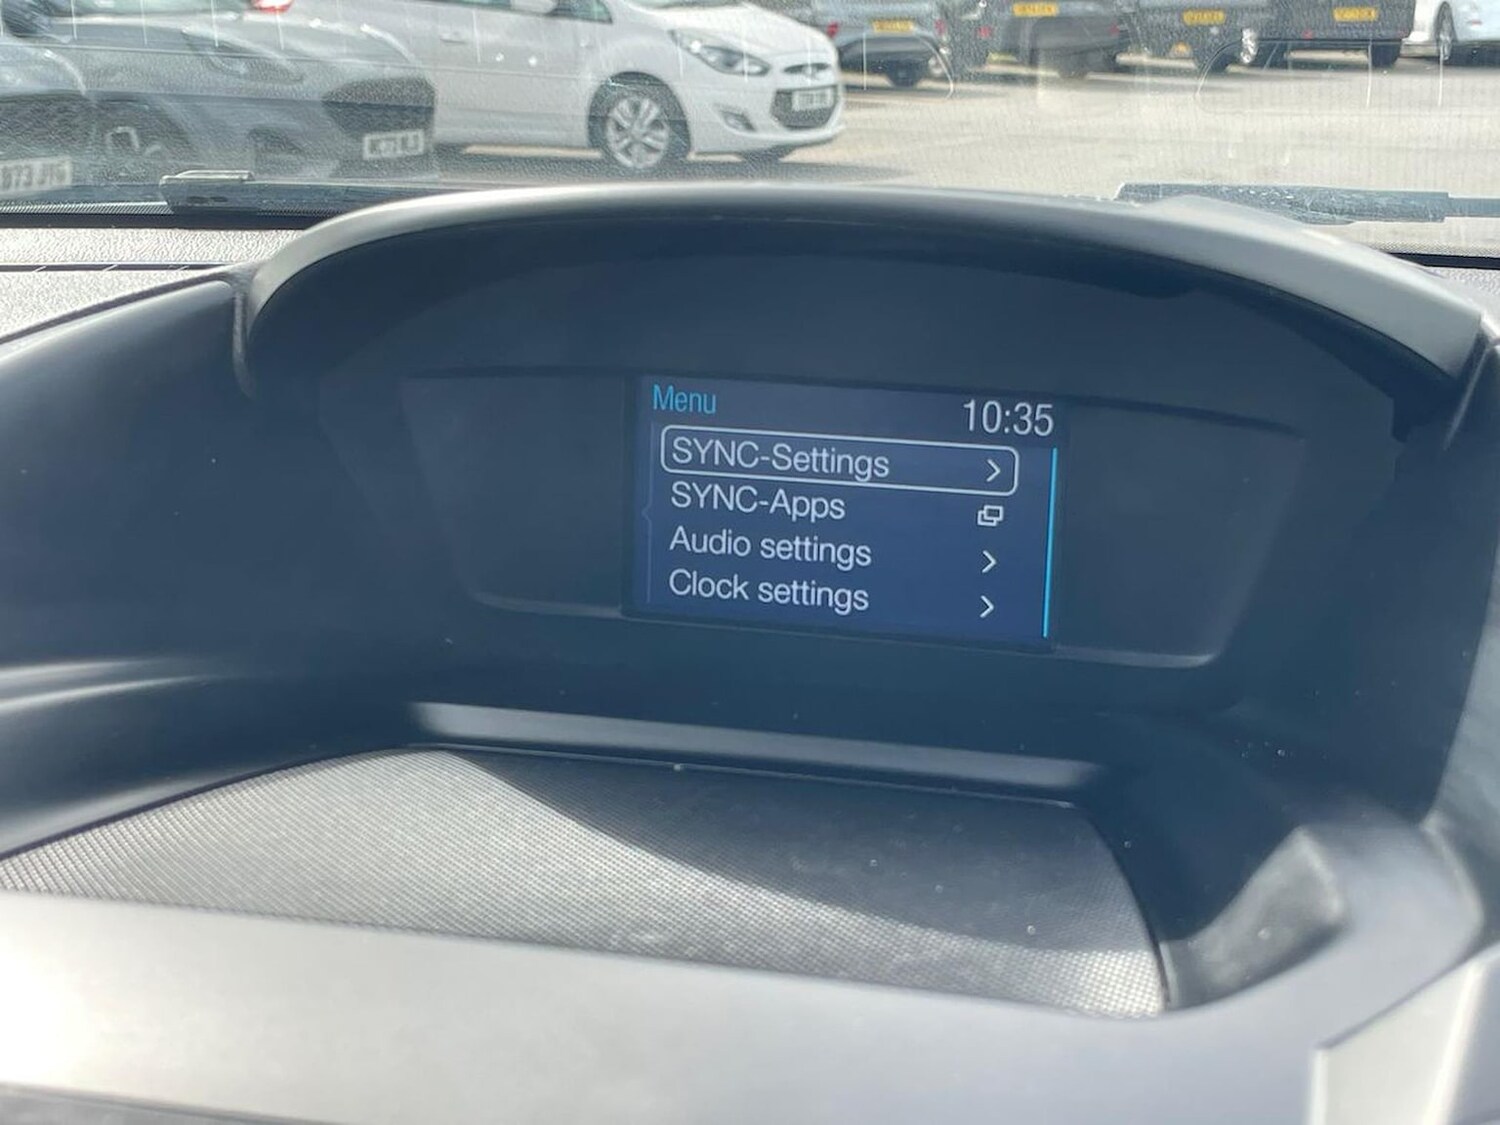 Menu
10:35
SYNC-Settings
SYNC-Apps
Audio settings
Clock settings